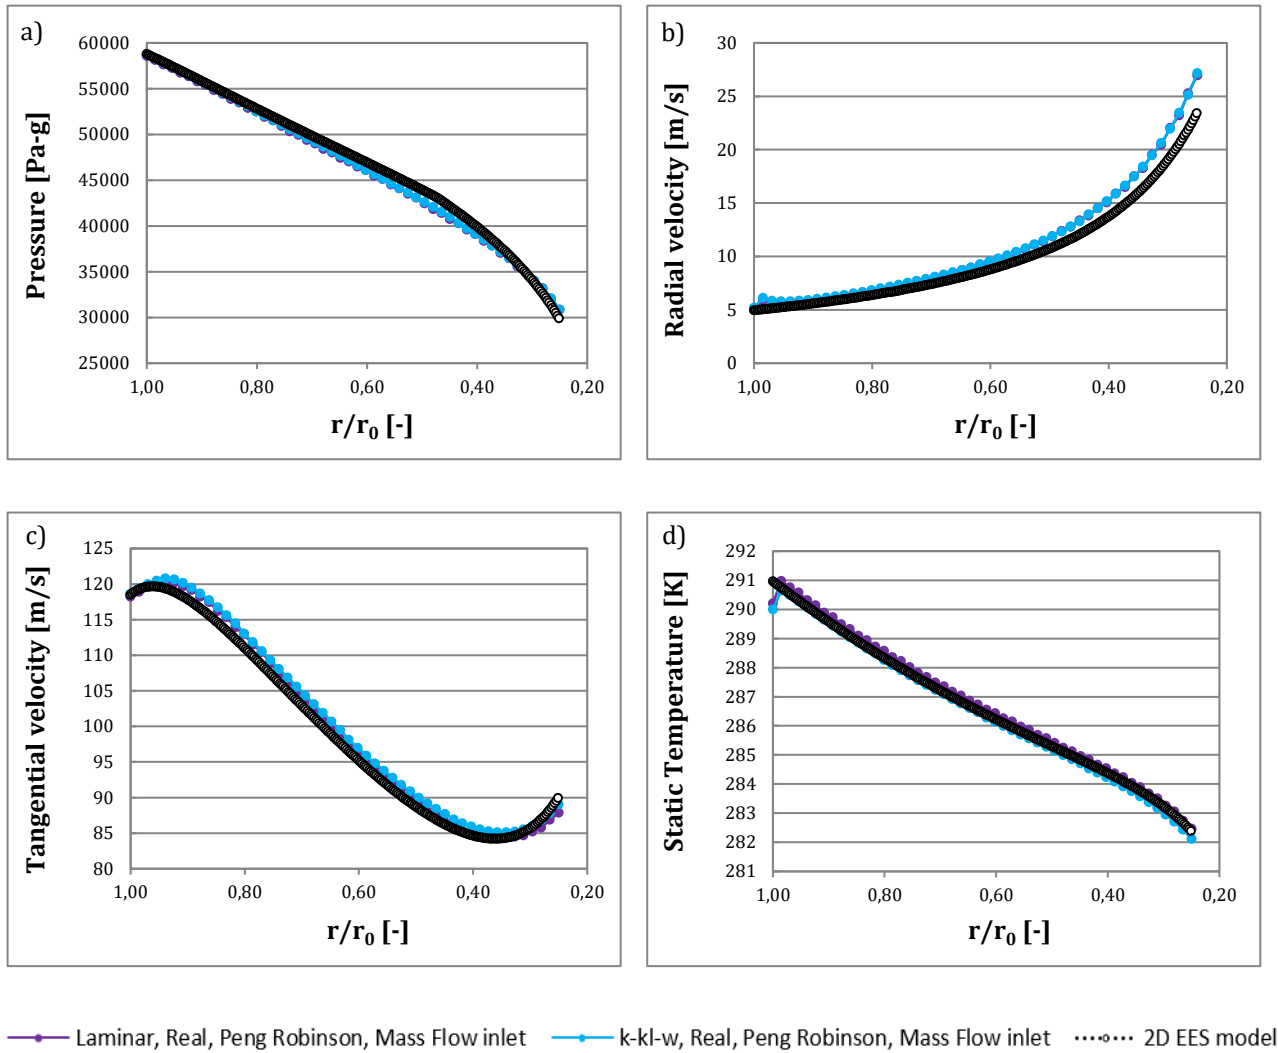 a)
Pressure [Pa-g]
60000
55000
50000
45000
40000
35000
30000
25000
1,00 0,80 0,60 0,40 0,20
r/r0 [-]
b)
Radial velocity [m/s]
30
25
20
15
10
5
0
1,00 0,80 0,60 0,40 0,20
r/r0 [-]
c)
Tangential velocity [m/s]
125
120
115
110
105
100
95
90
85
80
1,00 0,80 0,60 0,40 0,20
r/r0 [-]
d)
Static Temperature [K]
292
291
290
289
288
287
286
285
284
283
282
281
1,00 0,80 0,60 0,40 0,20
r/r0 [-]
Laminar, Real, Peng Robinson, Mass Flow inlet k-kl-w, Real, Peng Robinson, Mass Flow inlet 2D EES model